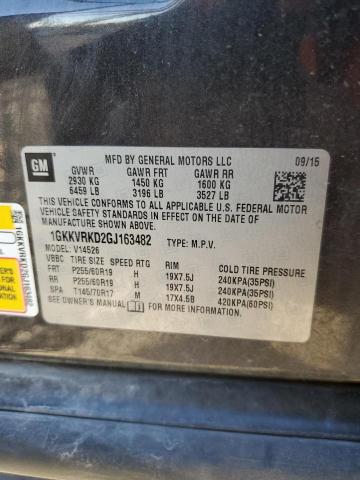 GM
MFD BY GENERAL MOTORS LLC 09/15
GVWR GAWR FRT GAWR RR
2930 KG 1450 KG 1600 KG
6459 LB 3196 LB 3527 LB
THIS VEHICLE CONFORMS TO ALL APPLICABLE U.S. FEDERAL MOTOR
VEHICLE SAFETY STANDARDS IN EFFECT ON THE
DATE OF MANUFACTURE SHOWN ABOVE.
1GKKVRKD2GJ163482 TYPE: M.P.V.
MODEL: V14526
VBBC TIRE SIZE SPEED RTG RIM COLD TIRE PRESSURE
FRT P255/60R19 H 19X7.5J 240KPA(35PSI)
RR P255/60R19 H 19X7.5J 240KPA(35PSI)
SPA T145/70R17 M 17X4.5B 420KPA(60PSI)
SEE OWNER'S MANUAL FOR ADDITIONAL INFORMATION
1GKKVRKD2GJ163482